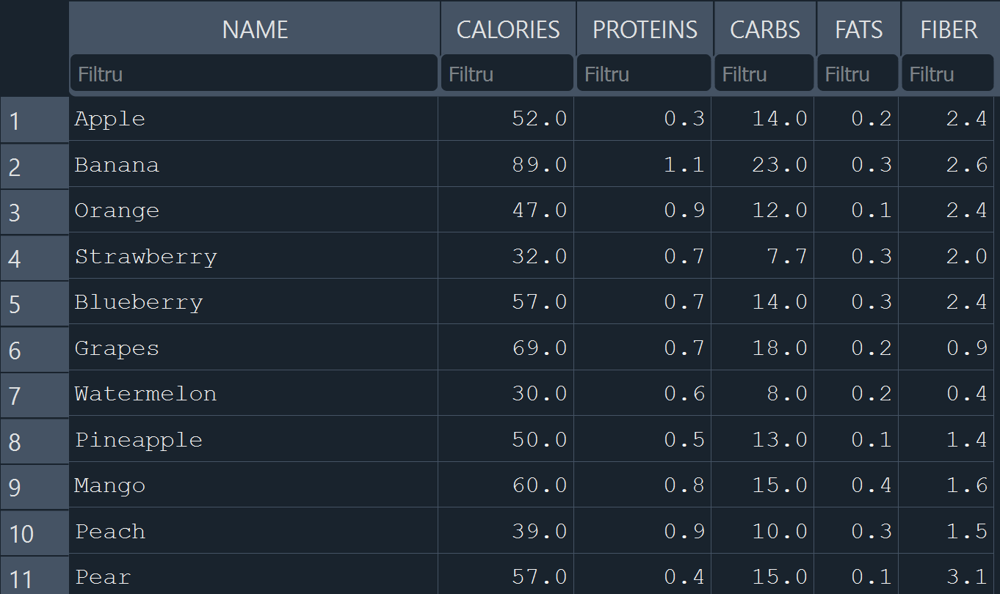 NAME CALORIES PROTEINS CARBS FATS FIBER
Filtru Filtru Filtru Filtru Filtru Filtru
1 Apple 52.0 0.3 14.0 0.2 2.4
2 Banana 89.0 1.1 23.0 0.3 2.6
3 Orange 47.0 0.9 12.0 0.1 2.4
4 Strawberry 32.0 0.7 7.7 0.3 2.0
5 Blueberry 57.0 0.7 14.0 0.3 2.4
6 Grapes 69.0 0.7 18.0 0.2 0.9
7 Watermelon 30.0 0.6 8.0 0.2 0.4
8 Pineapple 50.0 0.5 13.0 0.1 1.4
9 Mango 60.0 0.8 15.0 0.4 1.6
10 Peach 39.0 0.9 10.0 0.3 1.5
11 Pear 57.0 0.4 15.0 0.1 3.1